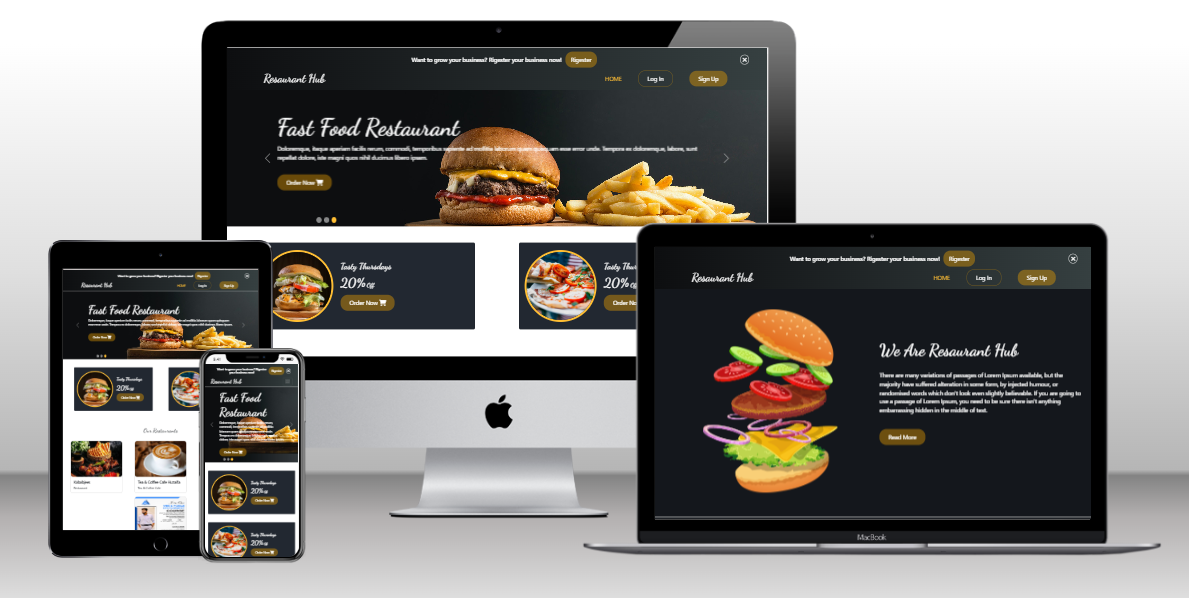 Want to grow your business? Rigester your business now! Rigester
Resaurant Hub
HOME Log In Sign Up
Fast Food Restaurant
Doloremque, itaque aperiam facilis rerum, commodi, temporibus sapiente ad mollitia laborum quam quisquam esse error unde. Tempora ex doloremque, labore, sunt
repellat dolore, iste magni quos nihil ducimus libero ipsam.
Order Now
Tasty Thursdays
20% Off
Order Now
Tasty Thu
20% Off
Order No
Want to grow your business? Rigester your business now! Rigester
Resaurant Hub
HOME Log In Sign Up
We Are Resaurant Hub
There are many variations of passages of Lorem Ipsum available, but the
majority have suffered alteration in some form, by injected humour, or
randomised words which don't look even slightly believable. If you are going to
use a passage of Lorem Ipsum, you need to be sure there isn't anything
embarrassing hidden in the middle of text.
Read More
MacBook
Want to grow your business? Rigester your business now! Rigester
Resaurant Hub
HOME Log In Sign Up
Fast Food Restaurant
Order Now
Tasty Thursdays
20% Off
Order Now
Our Restaurants
Tea & Coffee Cafe
Want to grow your business? Rigester
your business now!
Rigester
Resaurant Hub
Fast Food
Restaurant
Order Now
Tasty Thursdays
20% Off
Order Now
Tasty Thursdays
20% Off
Order Now